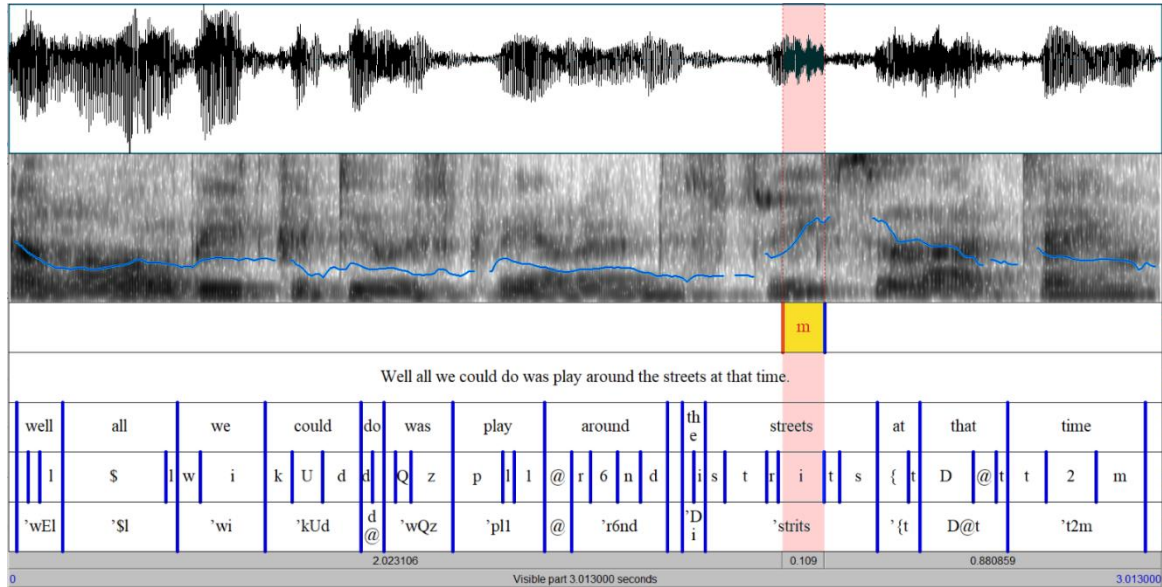 m
Well all we could do was play around the streets at that time.
well all we could do was play around the streets at that time
l $ l w i k U d d Q z p l l @ r 6 n d i s t r i t s { t D @ t t 2 m
'wEl '$l 'wi 'kUd d@ 'wQz 'pl1 @ 'r6nd 'Di 'strits '{t D@t 't2m
2.023106 0.109 0.880859
0 Visible part 3.013000 seconds 3.013000